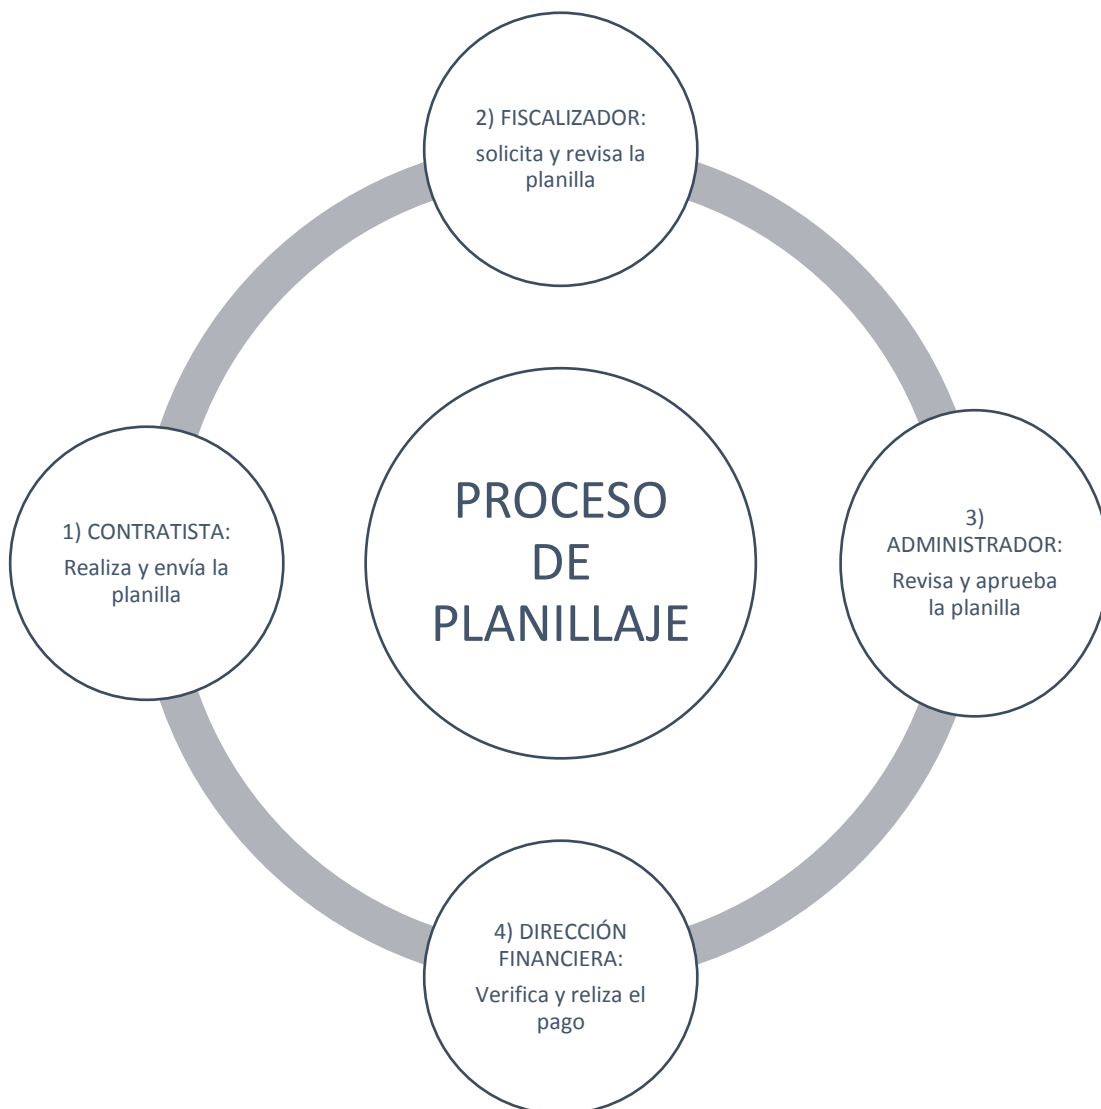 2) FISCALIZADOR:
solicita y revisa la
planilla
1) CONTRATISTA:
Realiza y envía la
planilla
PROCESO
DE
PLANILLAJE
3)
ADMINISTRADOR:
Revisa y aprueba
la planilla
4) DIRECCIÓN
FINANCIERA:
Verifica y reliza el
pago